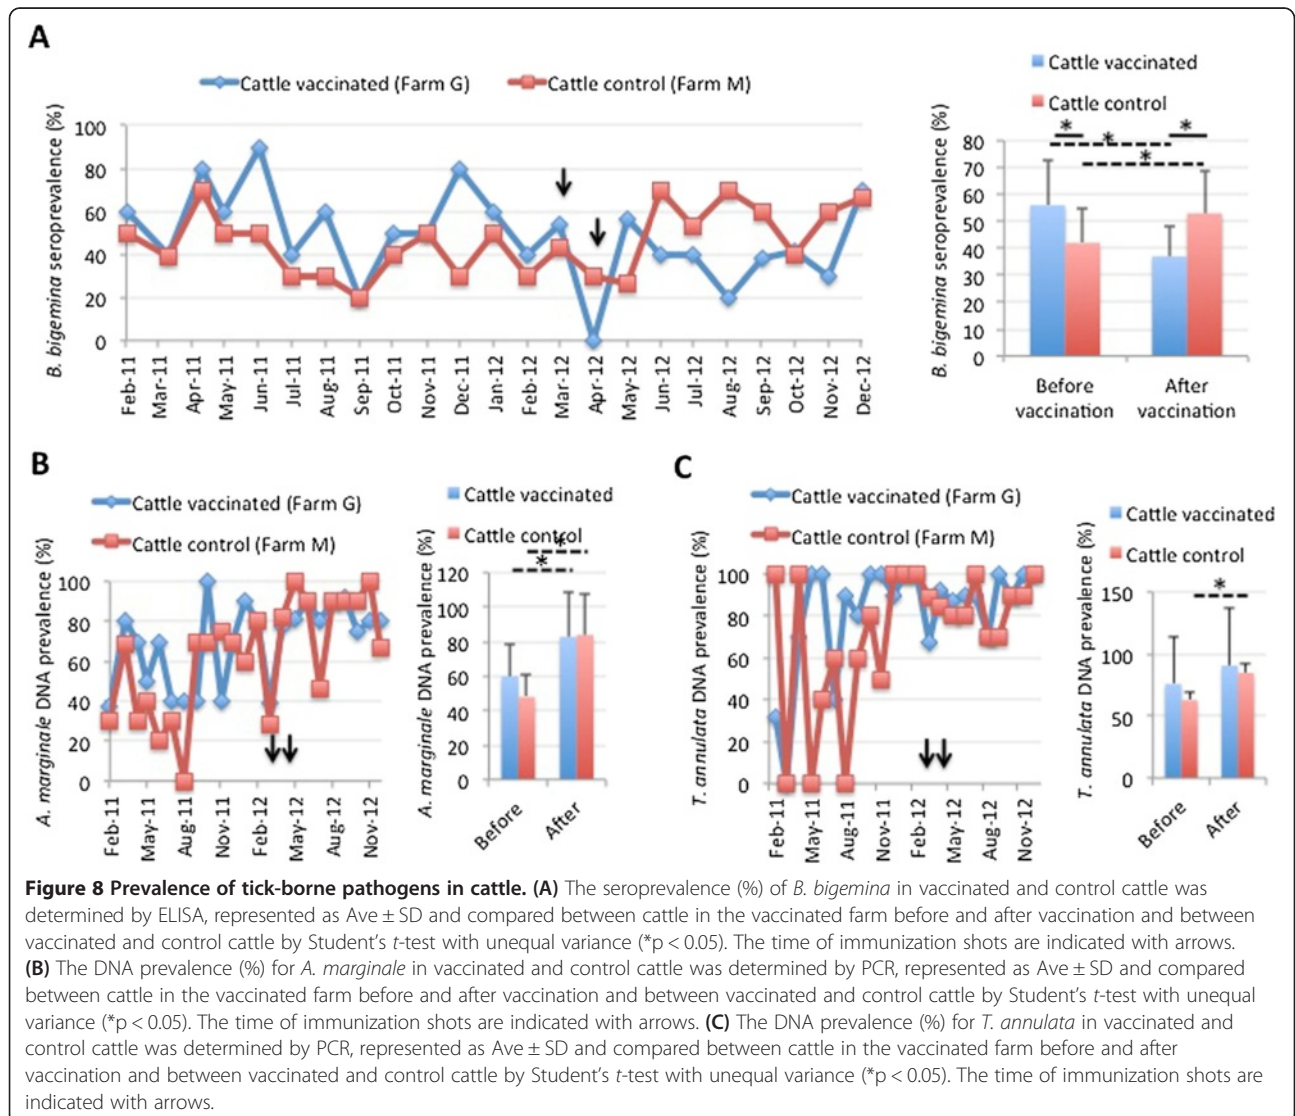 A
Cattle vaccinated (Farm G)
Cattle control (Farm M)
B. bigemina seroprevalence (%)
100
80
60
40
20
0
Feb-11
Mar-11
Apr-11
May-11
Jun-11
Jul-11
Aug-11
Sep-11
Oct-11
Nov-11
Dec-11
Jan-12
Feb-12
Mar-12
Apr-12
May-12
Jun-12
Jul-12
Aug-12
Sep-12
Oct-12
Nov-12
Dec-12
Cattle vaccinated
Cattle control
B. bigemina seroprevalence (%)
80
70
60
50
40
30
20
10
0
*
*
*
*
Before
vaccination
After
vaccination
B
Cattle vaccinated (Farm G)
Cattle control (Farm M)
A. marginale DNA prevalence (%)
100
80
60
40
20
0
Feb-11
May-11
Aug-11
Nov-11
Feb-12
May-12
Aug-12
Nov-12
Cattle vaccinated
Cattle control
A. marginale DNA prevalence (%)
120
100
80
60
40
20
0
*
*
Before
After
C
Cattle vaccinated (Farm G)
Cattle control (Farm M)
T. annulata DNA prevalence (%)
100
80
60
40
20
0
Feb-11
May-11
Aug-11
Nov-11
Feb-12
May-12
Aug-12
Nov-12
Cattle vaccinated
Cattle control
T. annulata DNA prevalence (%)
150
100
50
0
*
Before
After
Figure 8 Prevalence of tick-borne pathogens in cattle. (A) The seroprevalence (%) of B. bigemina in vaccinated and control cattle was
determined by ELISA, represented as Ave ± SD and compared between cattle in the vaccinated farm before and after vaccination and between
vaccinated and control cattle by Student's t-test with unequal variance (*p < 0.05). The time of immunization shots are indicated with arrows.
(B) The DNA prevalence (%) for A. marginale in vaccinated and control cattle was determined by PCR, represented as Ave ± SD and compared
between cattle in the vaccinated farm before and after vaccination and between vaccinated and control cattle by Student's t-test with unequal
variance (*p < 0.05). The time of immunization shots are indicated with arrows. (C) The DNA prevalence (%) for T. annulata in vaccinated and
control cattle was determined by PCR, represented as Ave ± SD and compared between cattle in the vaccinated farm before and after
vaccination and between vaccinated and control cattle by Student's t-test with unequal variance (*p < 0.05). The time of immunization shots are
indicated with arrows.